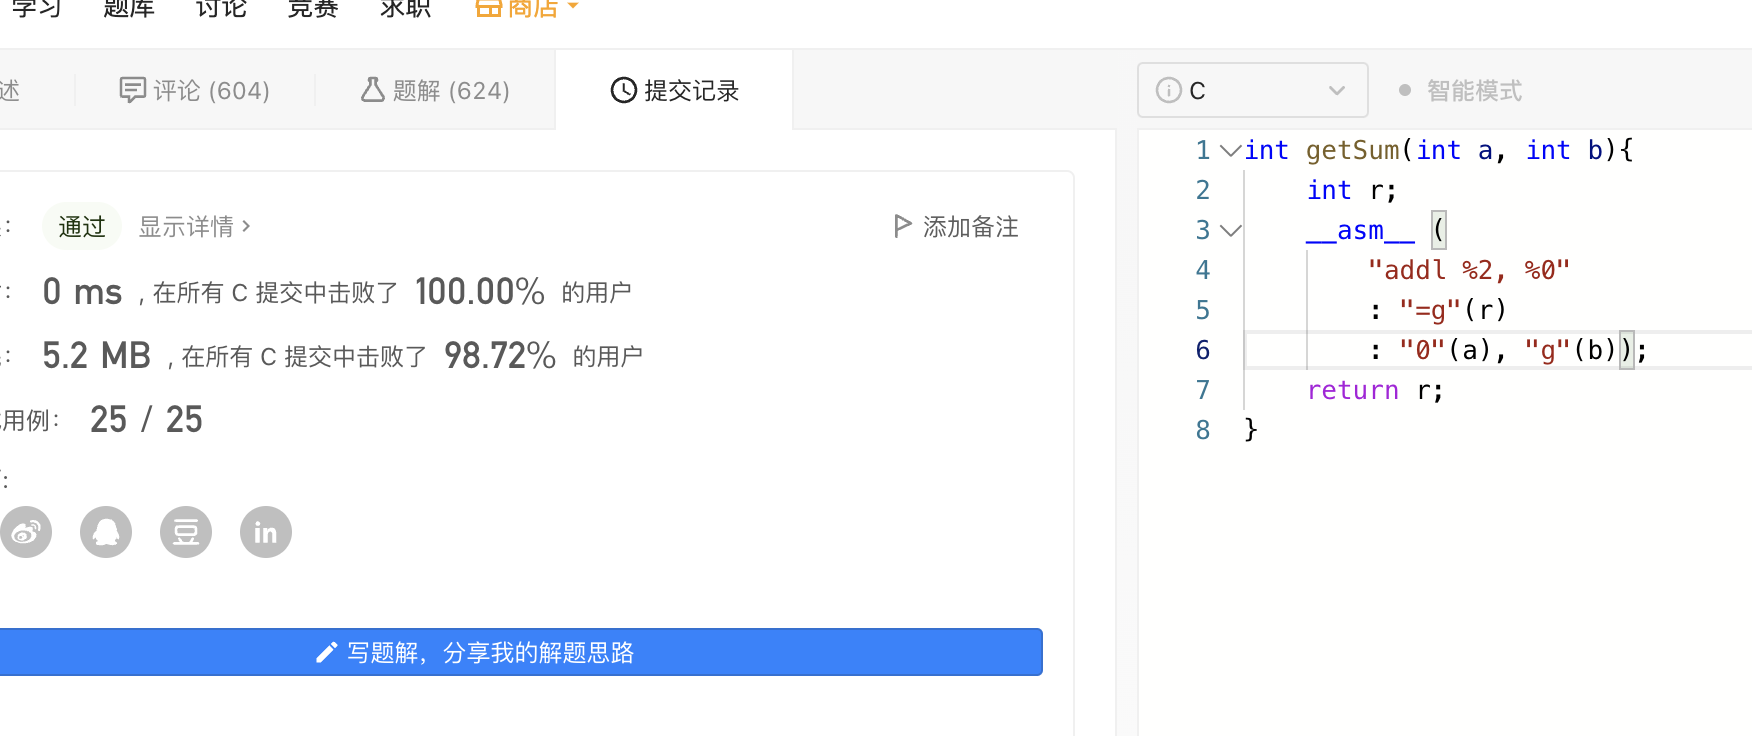 学习 题库 讨论 竞赛 求职 商店
述 评论 (604) 题解 (624) 提交记录
通过 显示详情 > 添加备注
0 ms , 在所有 C 提交中击败了 100.00% 的用户
5.2 MB , 在所有 C 提交中击败了 98.72% 的用户
用例： 25 / 25
in
写题解，分享我的解题思路
C 智能模式
1 int getSum(int a, int b){
2 int r;
3 __asm__ (
4 "addl %2, %0"
5 : "=g"(r)
6 : "0"(a), "g"(b));
7 return r;
8 }